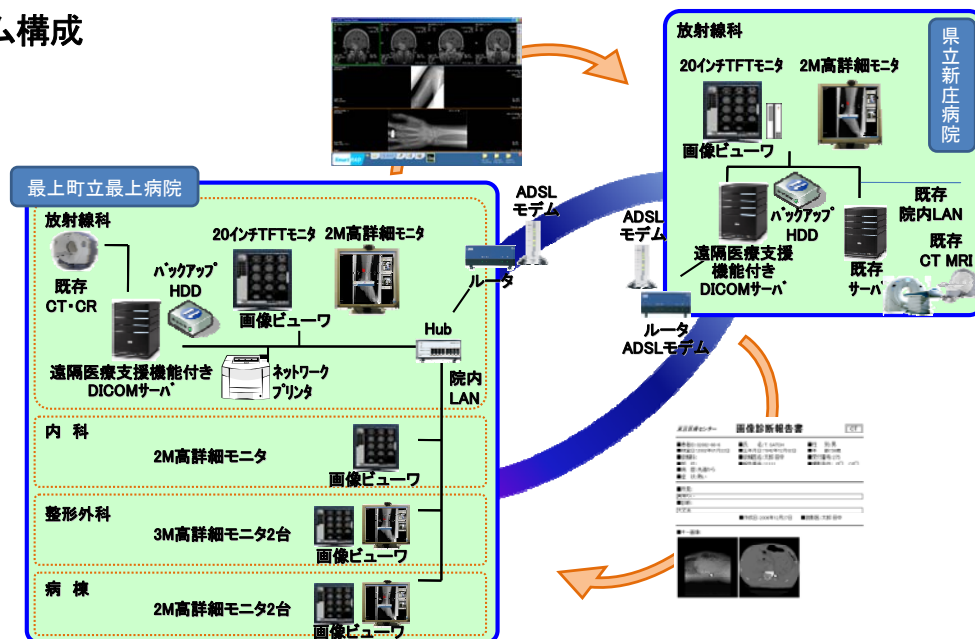 ム構成
放射線科
県立新庄病院
20インチTFTモニタ
2M高詳細モニタ
画像ビューワ
バックアップ
HDD
遠隔医療支援
機能付き
DICOMサーバ
既存
サーバ
既存
院内LAN
既存
CT MRI
ADSL
モデム
ADSL
モデム
ルータ
ルータ
ADSLモデム
最上町立最上病院
放射線科
既存
CT・CR
バックアップ
HDD
20インチTFTモニタ
2M高詳細モニタ
画像ビューワ
Hub
遠隔医療支援機能付き
DICOMサーバ
ネットワーク
プリンタ
院内
LAN
内 科
2M高詳細モニタ
画像ビューワ
整形外科
3M高詳細モニタ2台
画像ビューワ
病 棟
2M高詳細モニタ2台
画像ビューワ
画像診断報告書
CT